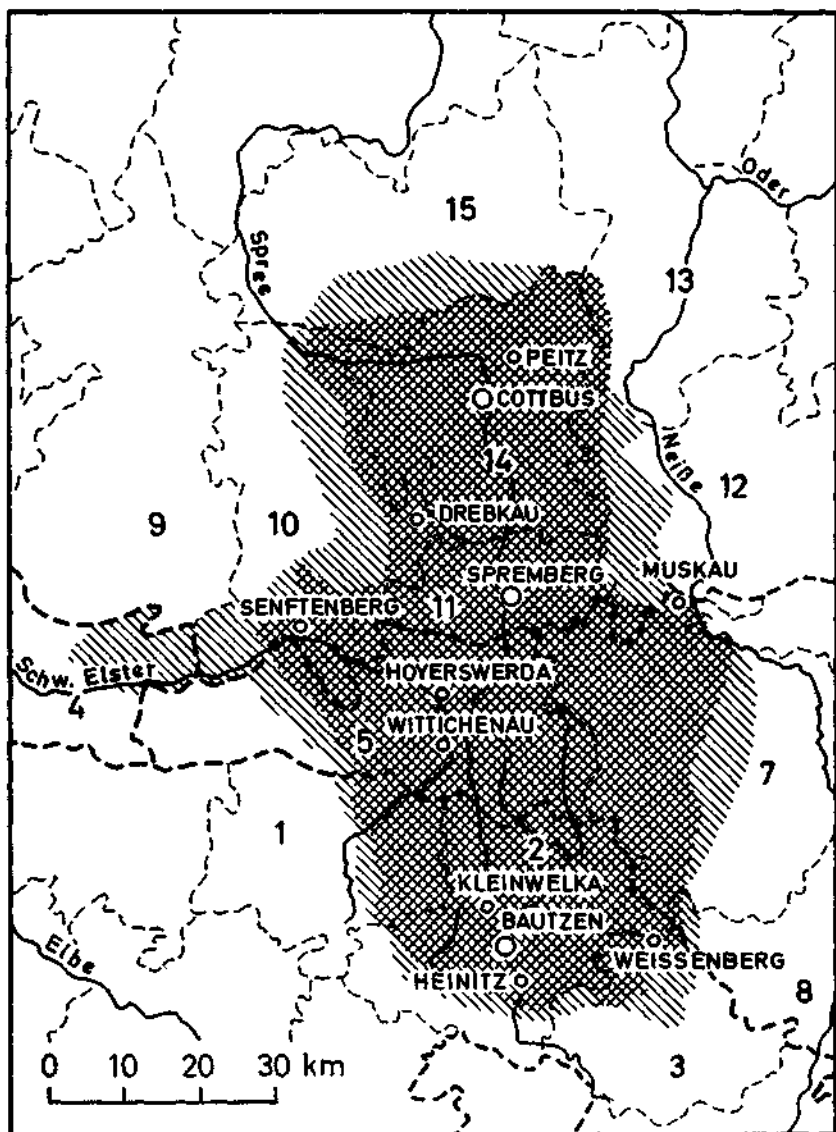 Oder
15
Spree
13
PEITZ
COTTBUS
14
Neiße
12
9
10
DREBKAU
SPREMBERG
MUSKAU
SENFTENBERG
11
Schw. Elster
HOYERSWERDA
4
5
WITTICHENAU
7
1
2
KLEINWELKA
BAUTZEN
Elbe
WEISSENBERG
HEINITZ
8
3
0 10 20 30 km